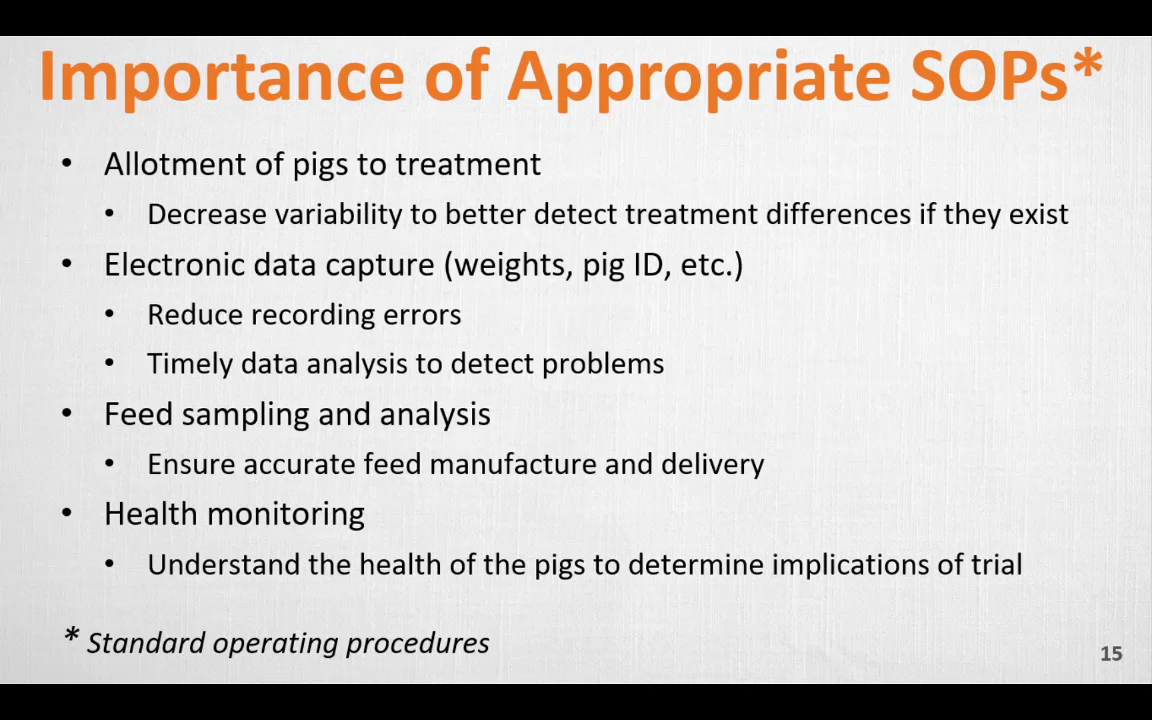 Importance of Appropriate SOPs*
• Allotment of pigs to treatment
• Decrease variability to better detect treatment differences if they exist
• Electronic data capture (weights, pig ID, etc.)
• Reduce recording errors
• Timely data analysis to detect problems
• Feed sampling and analysis
• Ensure accurate feed manufacture and delivery
• Health monitoring
• Understand the health of the pigs to determine implications of trial
* Standard operating procedures
15